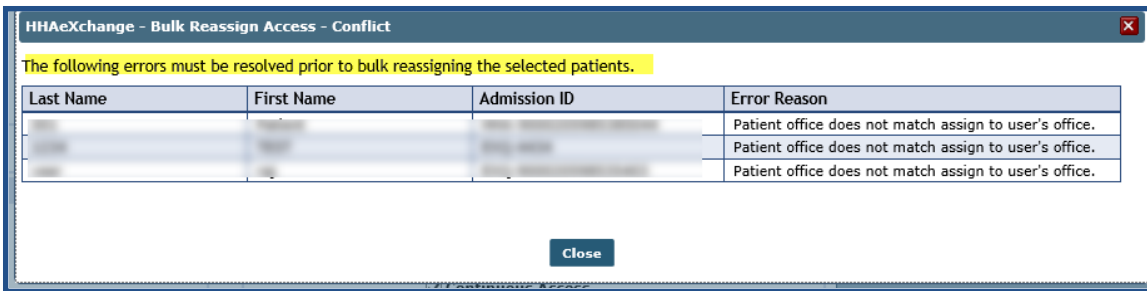 HHAeXchange - Bulk Reassign Access - Conflict
The following errors must be resolved prior to bulk reassigning the selected patients.
Last Name First Name Admission ID Error Reason
Patient office does not match assign to user's office.
Patient office does not match assign to user's office.
Patient office does not match assign to user's office.
Close
Continuous Access